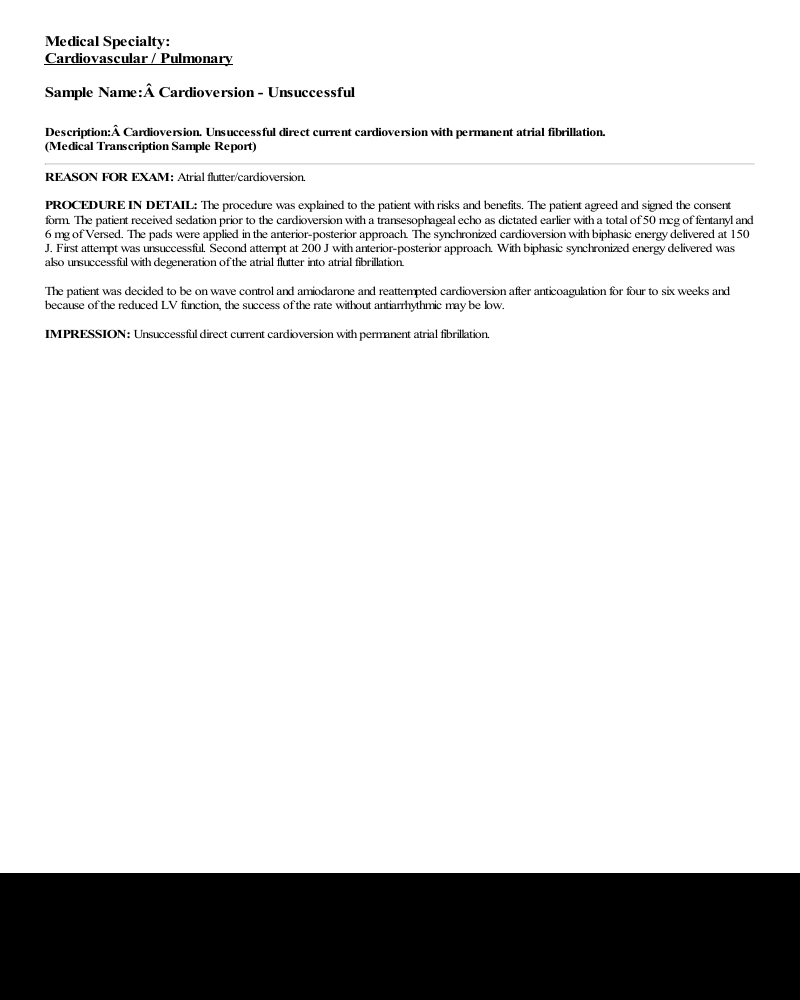 Medical Specialty:
Cardiovascular / Pulmonary
Sample Name:Â Cardioversion - Unsuccessful
Description:Â Cardioversion. Unsuccessful direct current cardioversion with permanent atrial fibrillation.
(Medical Transcription Sample Report)
REASON FOR EXAM: Atrial flutter/cardioversion.
PROCEDURE IN DETAIL: The procedure was explained to the patient with risks and benefits. The patient agreed and signed the consent
form. The patient received sedation prior to the cardioversion with a transesophageal echo as dictated earlier with a total of 50 mcg of fentanyl and
6 mg of Versed. The pads were applied in the anterior-posterior approach. The synchronized cardioversion with biphasic energy delivered at 150
J. First attempt was unsuccessful. Second attempt at 200 J with anterior-posterior approach. With biphasic synchronized energy delivered was
also unsuccessful with degeneration of the atrial flutter into atrial fibrillation.
The patient was decided to be on wave control and amiodarone and reattempted cardioversion after anticoagulation for four to six weeks and
because of the reduced LV function, the success of the rate without antiarrhythmic may be low.
IMPRESSION: Unsuccessful direct current cardioversion with permanent atrial fibrillation.